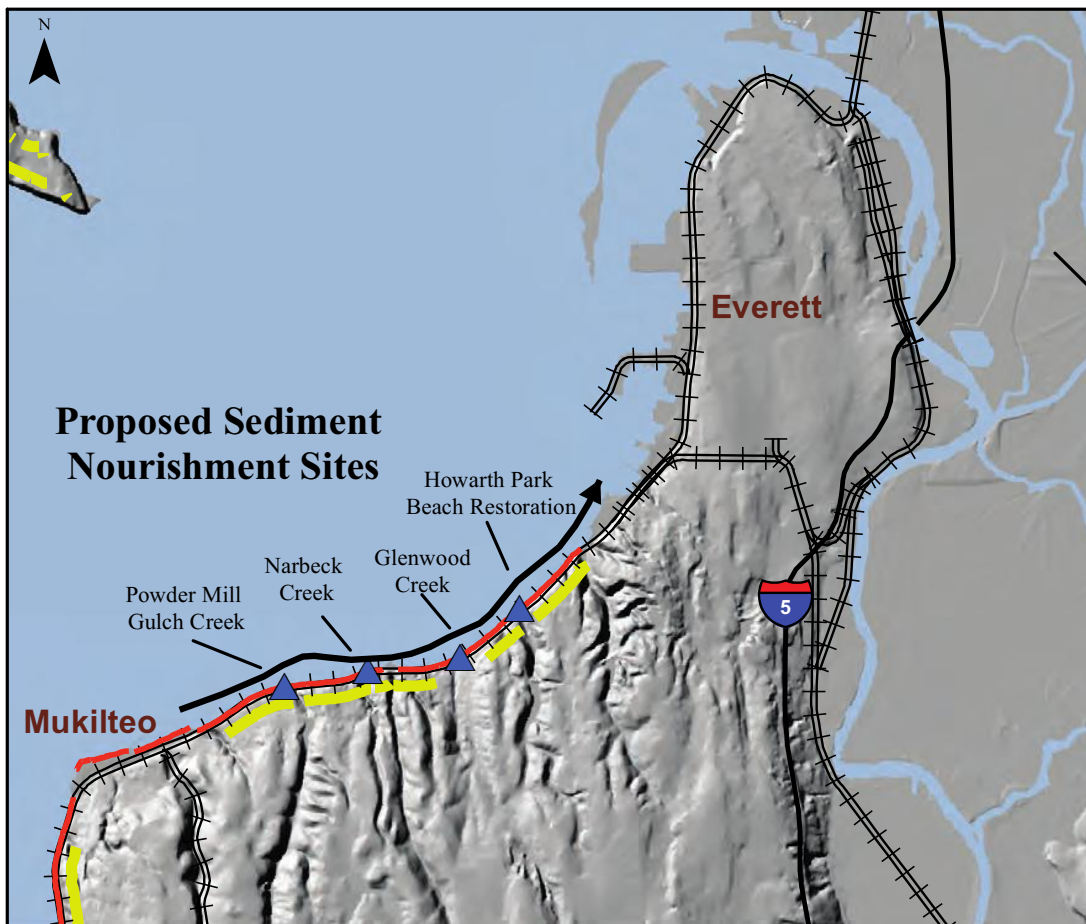 N
Everett
Proposed Sediment
Nourishment Sites
Howarth Park
Beach Restoration
Glenwood
Creek
Narbeck
Creek
Powder Mill
Gulch Creek
5
Mukilteo